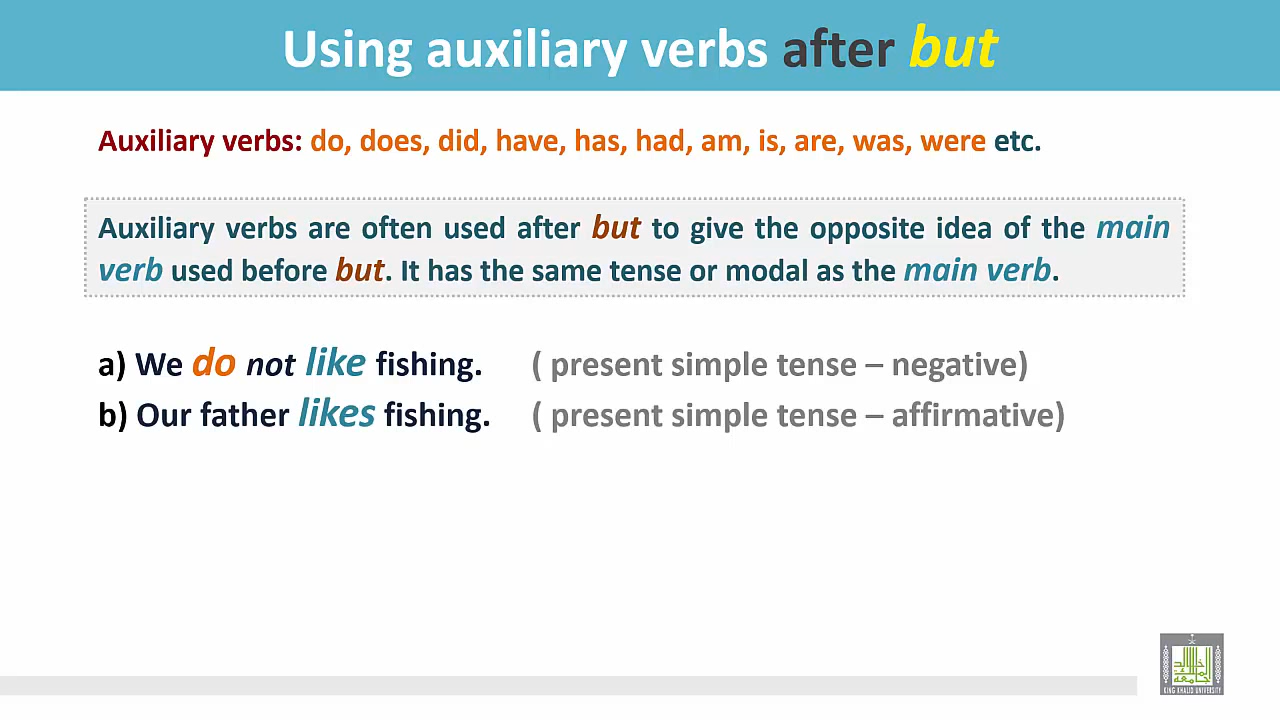 Using auxiliary verbs after but
Auxiliary verbs: do, does, did, have, has, had, am, is, are, was, were etc.
Auxiliary verbs are often used after but to give the opposite idea of the main
verb used before but. It has the same tense or modal as the main verb.
a) We do not like fishing. ( present simple tense – negative)
b) Our father likes fishing. ( present simple tense – affirmative)
KING KHALID UNIVERSITY